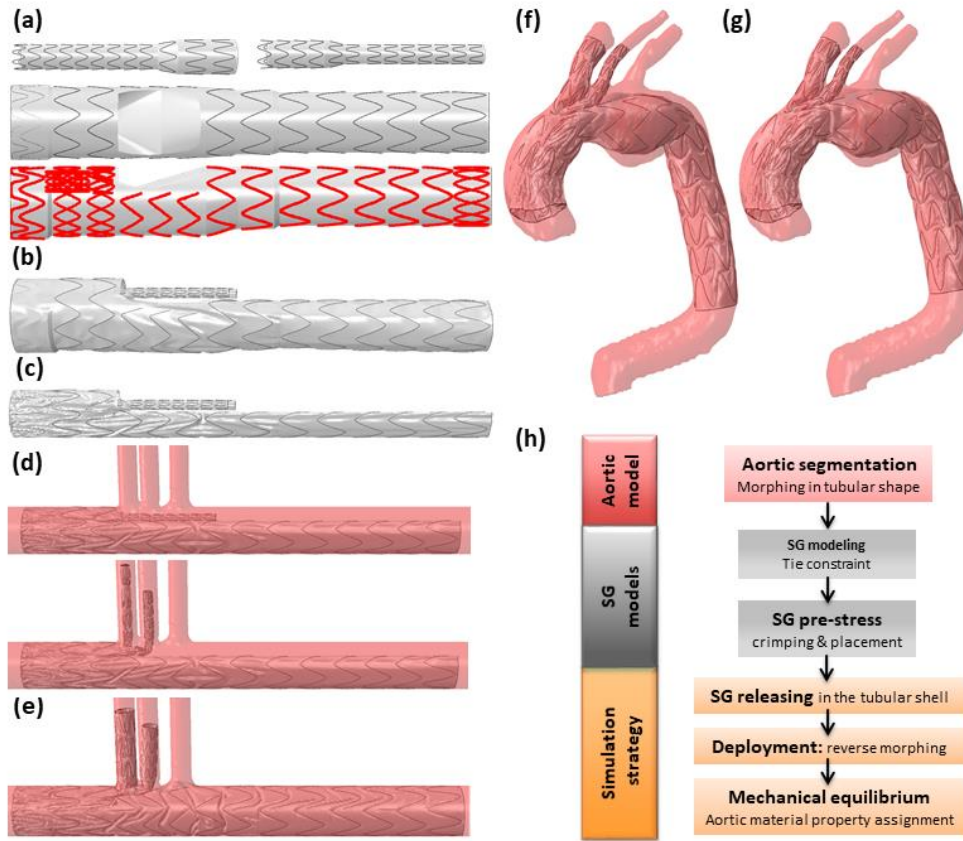 (a)
(b)
(c)
(d)
(e)
(f)
(g)
(h)
Aortic
model
SG
models
Simulation
strategy
Aortic segmentation
Morphing in tubular shape
SG modeling
Tie constraint
SG pre-stress
crimping & placement
SG releasing in the tubular shell
Deployment: reverse morphing
Mechanical equilibrium
Aortic material property assignment